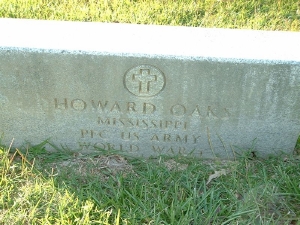 HOWARD OAKS
MISSISSIPPI
PFC US ARMY
WORLD WAR